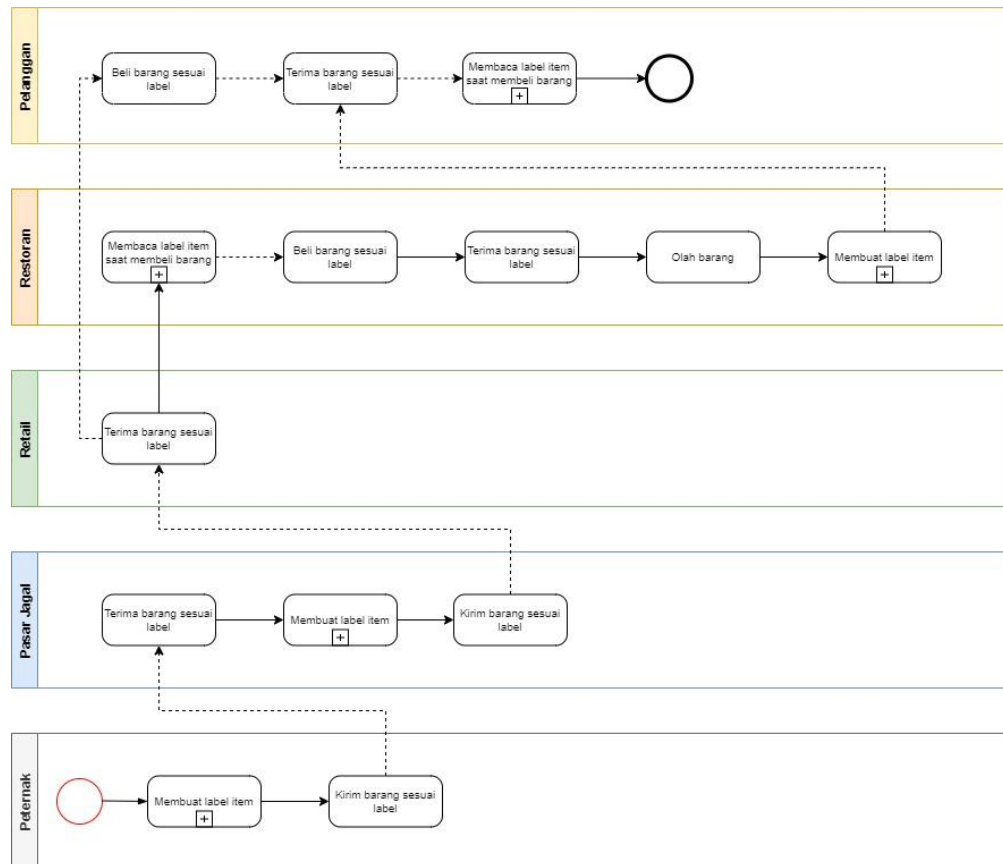 Pelanggan
Beli barang sesuai
label
Terima barang sesuai
label
Membaca label item
saat membeli barang
Restoran
Membaca label item
saat membeli barang
Beli barang sesuai
label
Terima barang sesuai
label
Olah barang
Membuat label item
Retail
Terima barang sesuai
label
Pasar Jagal
Terima barang sesuai
label
Membuat label item
Kirim barang sesuai
label
Peternak
Membuat label item
Kirim barang sesuai
label